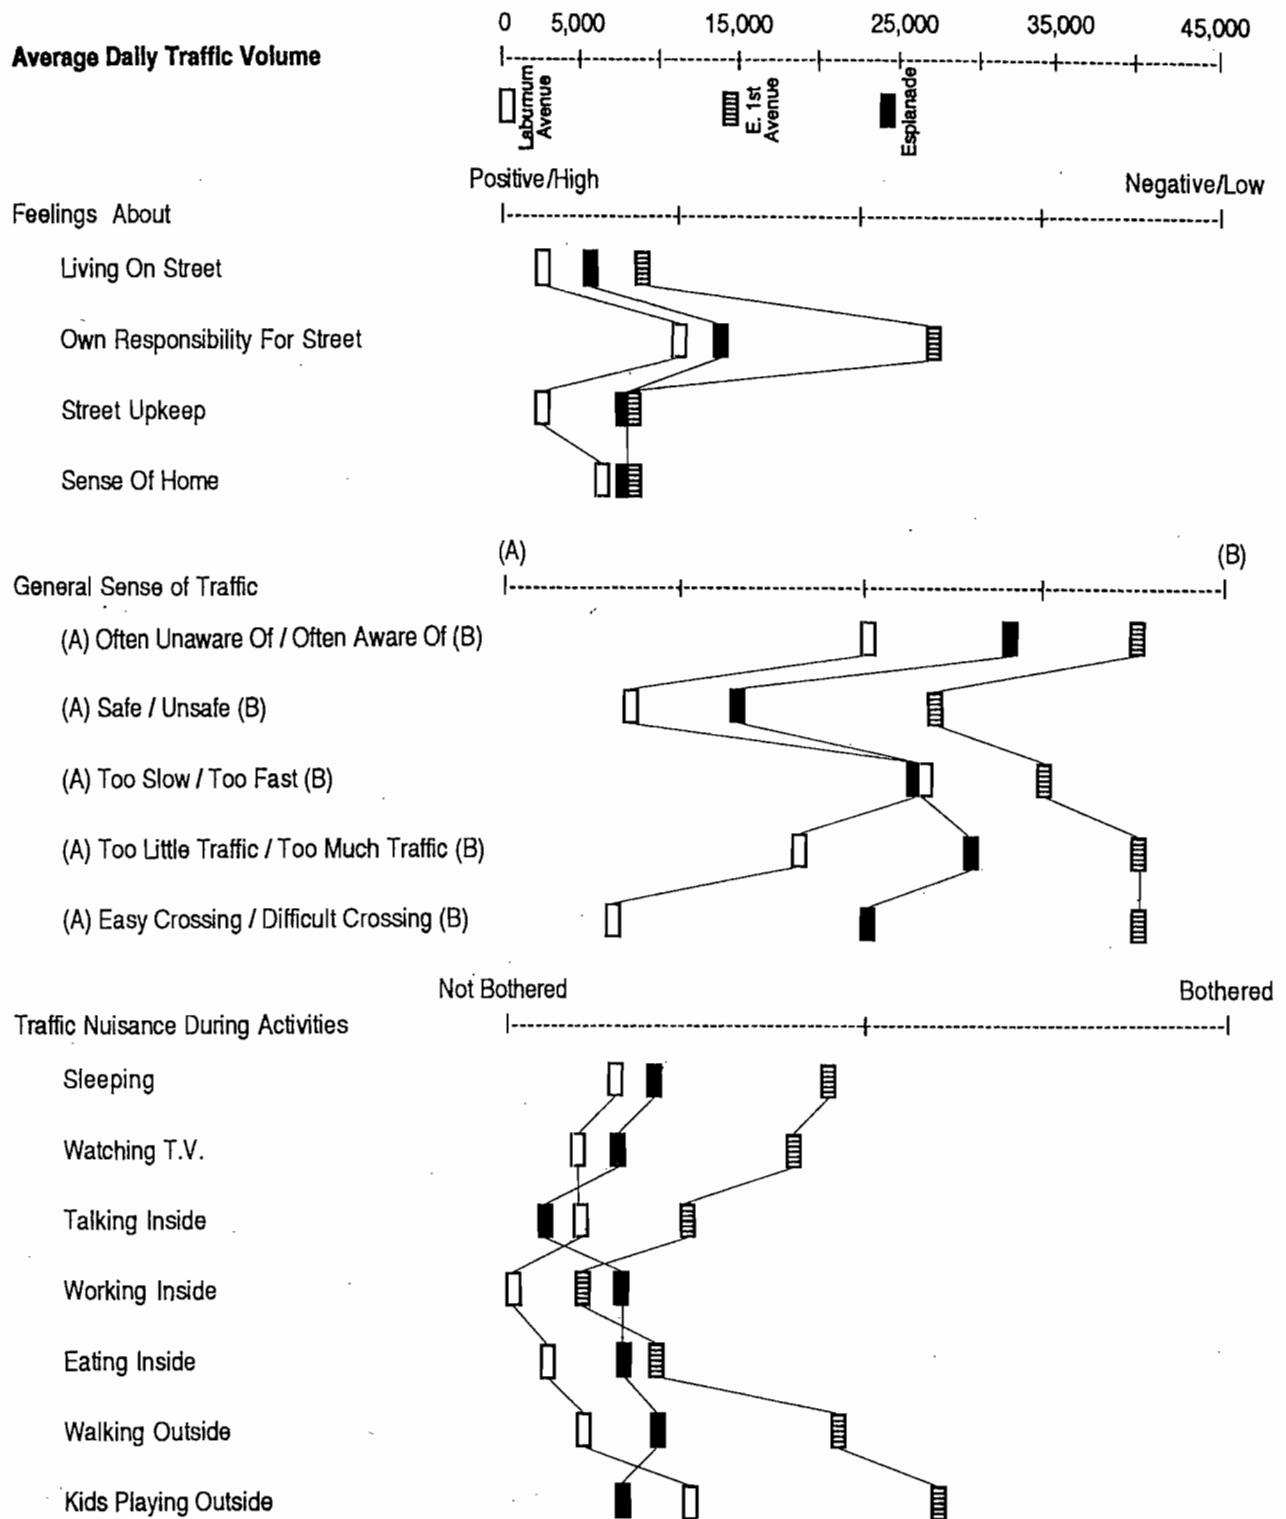 0 5,000 15,000 25,000 35,000 45,000
Average Daily Traffic Volume
Laburnum
Avenue
E. 1st
Avenue
Esplanade
Positive/High
Negative/Low
Feelings About
Living On Street
Own Responsibility For Street
Street Upkeep
Sense Of Home
(A) (B)
General Sense of Traffic
(A) Often Unaware Of / Often Aware Of (B)
(A) Safe / Unsafe (B)
(A) Too Slow / Too Fast (B)
(A) Too Little Traffic / Too Much Traffic (B)
(A) Easy Crossing / Difficult Crossing (B)
Not Bothered Bothered
Traffic Nuisance During Activities
Sleeping
Watching T.V.
Talking Inside
Working Inside
Eating Inside
Walking Outside
Kids Playing Outside